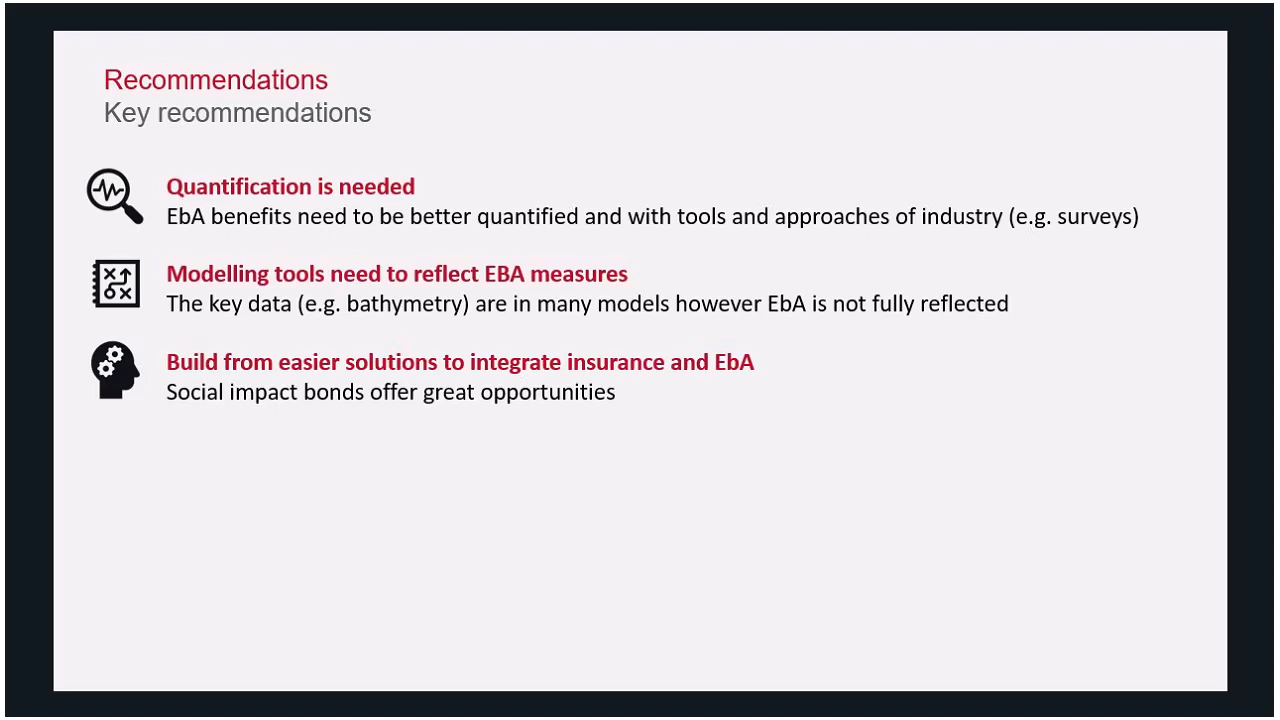 Recommendations
Key recommendations
Quantification is needed
EbA benefits need to be better quantified and with tools and approaches of industry (e.g. surveys)
Modelling tools need to reflect EBA measures
The key data (e.g. bathymetry) are in many models however EbA is not fully reflected
Build from easier solutions to integrate insurance and EbA
Social impact bonds offer great opportunities